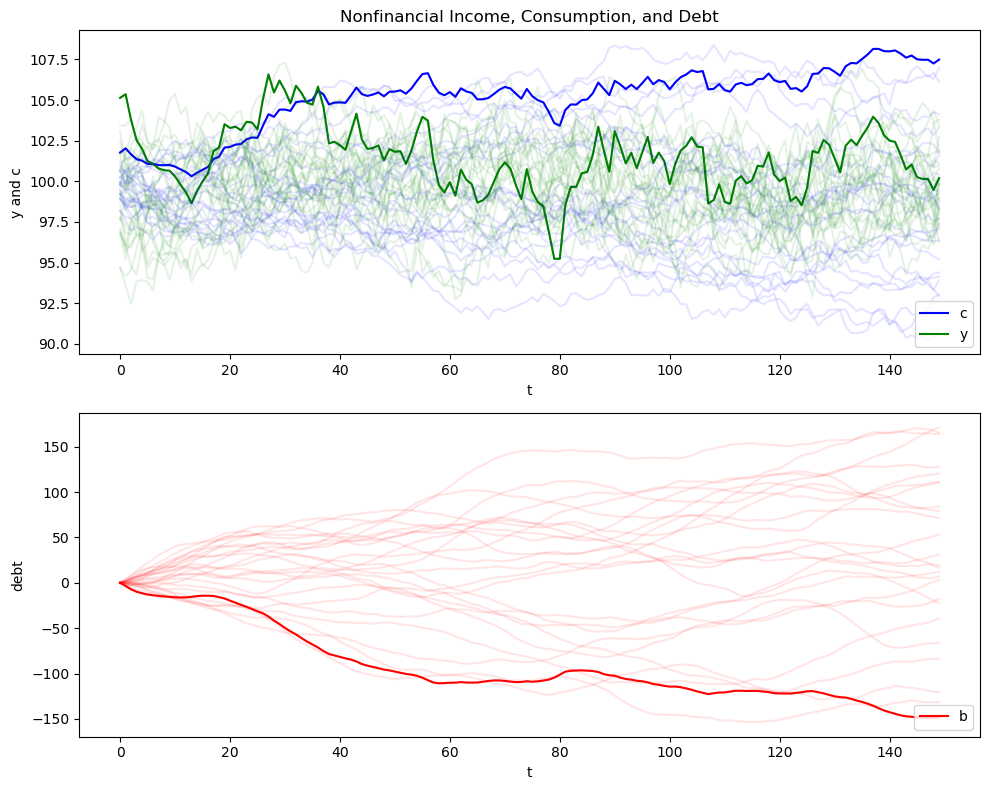 Nonfinancial Income, Consumption, and Debt
107.5
105.0
102.5
100.0
97.5
95.0
92.5
90.0
y and c
c
y
0 20 40 60 80 100 120 140
t
150
100
50
0
−50
−100
−150
debt
b
0 20 40 60 80 100 120 140
t